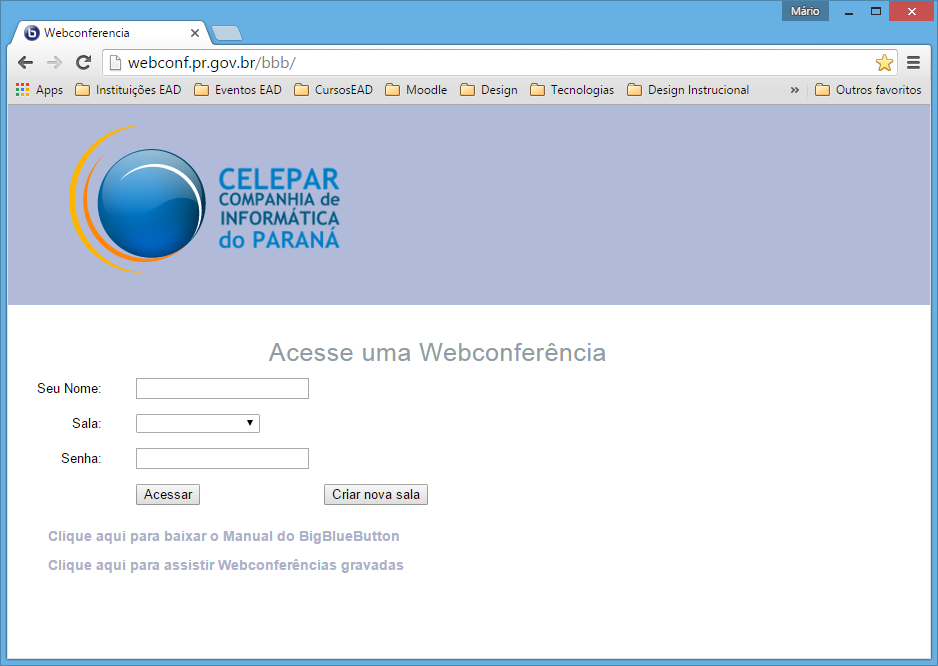 Mário
Webconferencia
webconf.pr.gov.br/bbb/
Apps Instituições EAD Eventos EAD CursosEAD Moodle Design Tecnologias Design Instrucional » Outros favoritos
CELEPAR
COMPANHIA de
INFORMÁTICA
do PARANÁ
Acesse uma Webconferência
Seu Nome:
Sala:
Senha:
Acessar Criar nova sala
Clique aqui para baixar o Manual do BigBlueButton
Clique aqui para assistir Webconferências gravadas